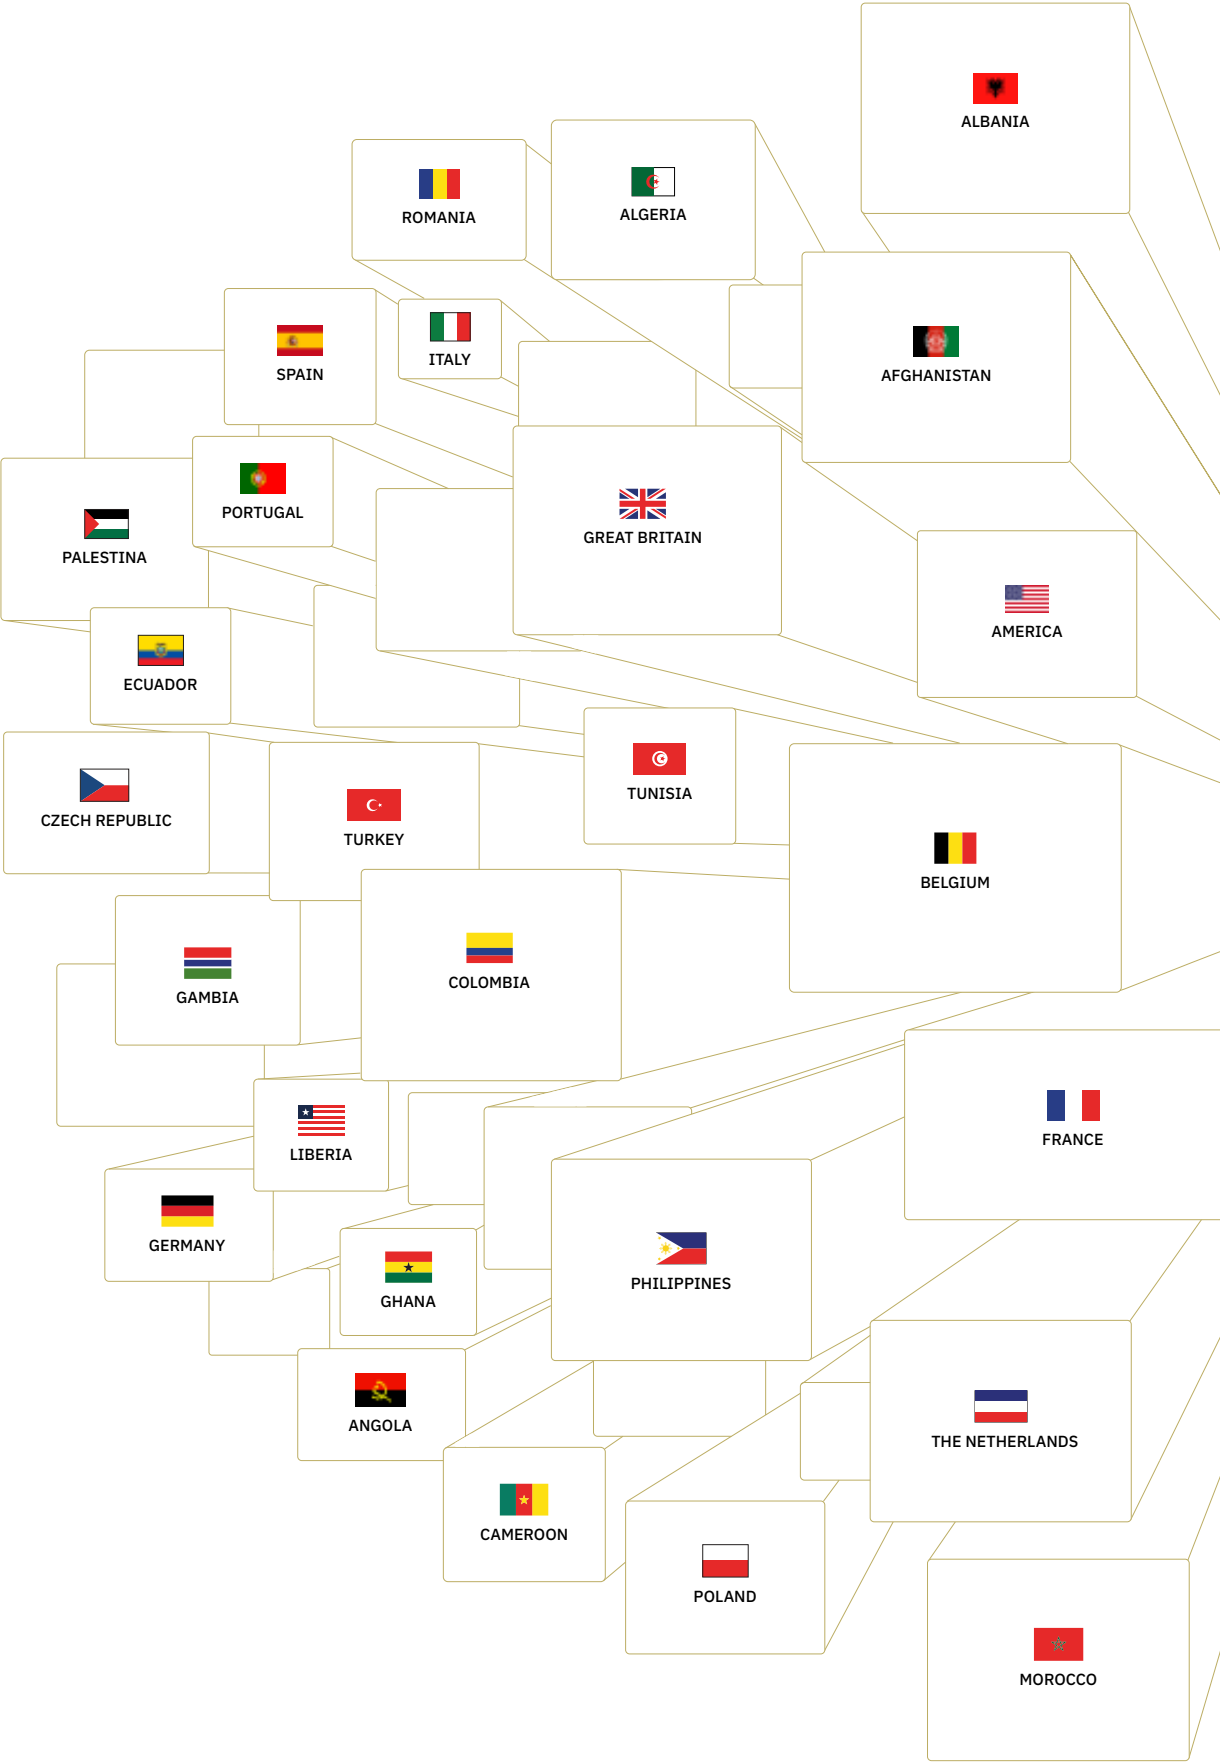 ALBANIA
ROMANIA
ALGERIA
SPAIN
ITALY
AFGHANISTAN
PORTUGAL
GREAT BRITAIN
PALESTINA
AMERICA
ECUADOR
TUNISIA
CZECH REPUBLIC
TURKEY
BELGIUM
GAMBIA
COLOMBIA
FRANCE
LIBERIA
GERMANY
PHILIPPINES
GHANA
ANGOLA
THE NETHERLANDS
CAMEROON
POLAND
MOROCCO